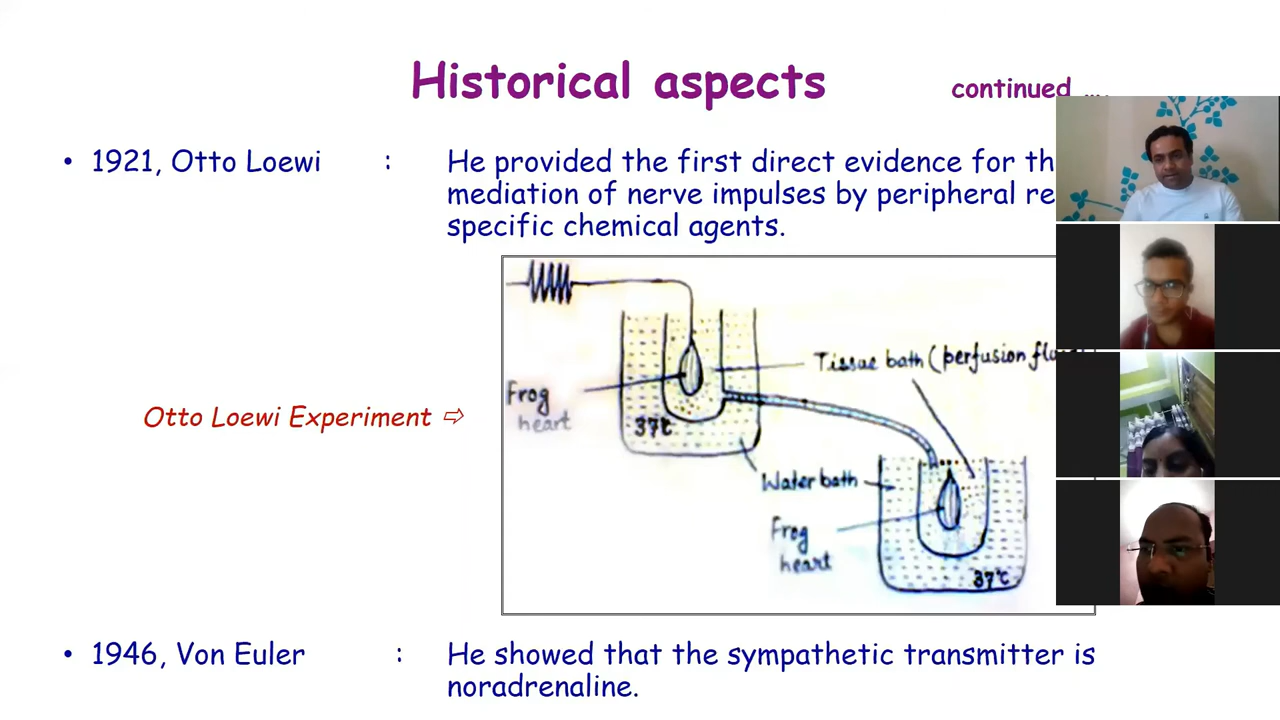 Historical aspects
continued ....
• 1921, Otto Loewi : He provided the first direct evidence for
mediation of nerve impulses by peripheral
specific chemical agents.
Tissue bath (perfusion
Frog
heart
37°C
Otto Loewi Experiment ⇨
Water bath
Frog
heart
37°C
• 1946, Von Euler : He showed that the sympathetic transmitter is
noradrenaline.